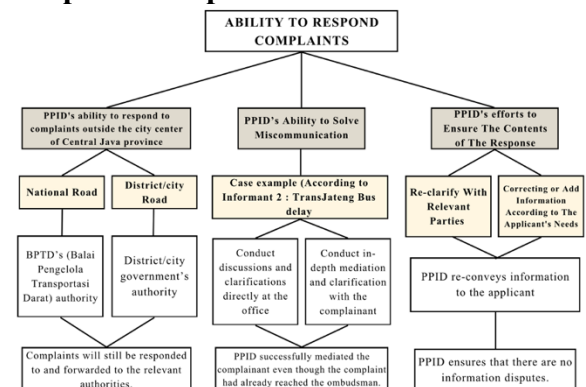 ABILITY TO RESPOND
COMPLAINTS
PPID's ability to respond to
complaints outside the city center
of Central Java province
PPID's Ability to Solve
Miscommunication
PPID's efforts to
Ensure The Contents
of The Response
National Road
District/city
Road
Case example (According to
Informant 2 : TransJateng Bus
delay
Re-clarify With
Relevant
Parties
Correcting or Add
Information
According to The
Applicant's Needs
BPTD's (Balai
Pengelola
Transportasi
Darat) authority
District/city
government's
authority
Conduct
discussions and
clarifications
directly at the
office
Conduct in-
depth mediation
and clarification
with the
complainant
PPID re-conveys information
to the applicant
Complaints will still be responded
to and forwarded to the relevant
authorities.
PPID successfully mediated the
complainant even though the complaint
had already reached the ombudsman.
PPID ensures that there are no
information disputes.